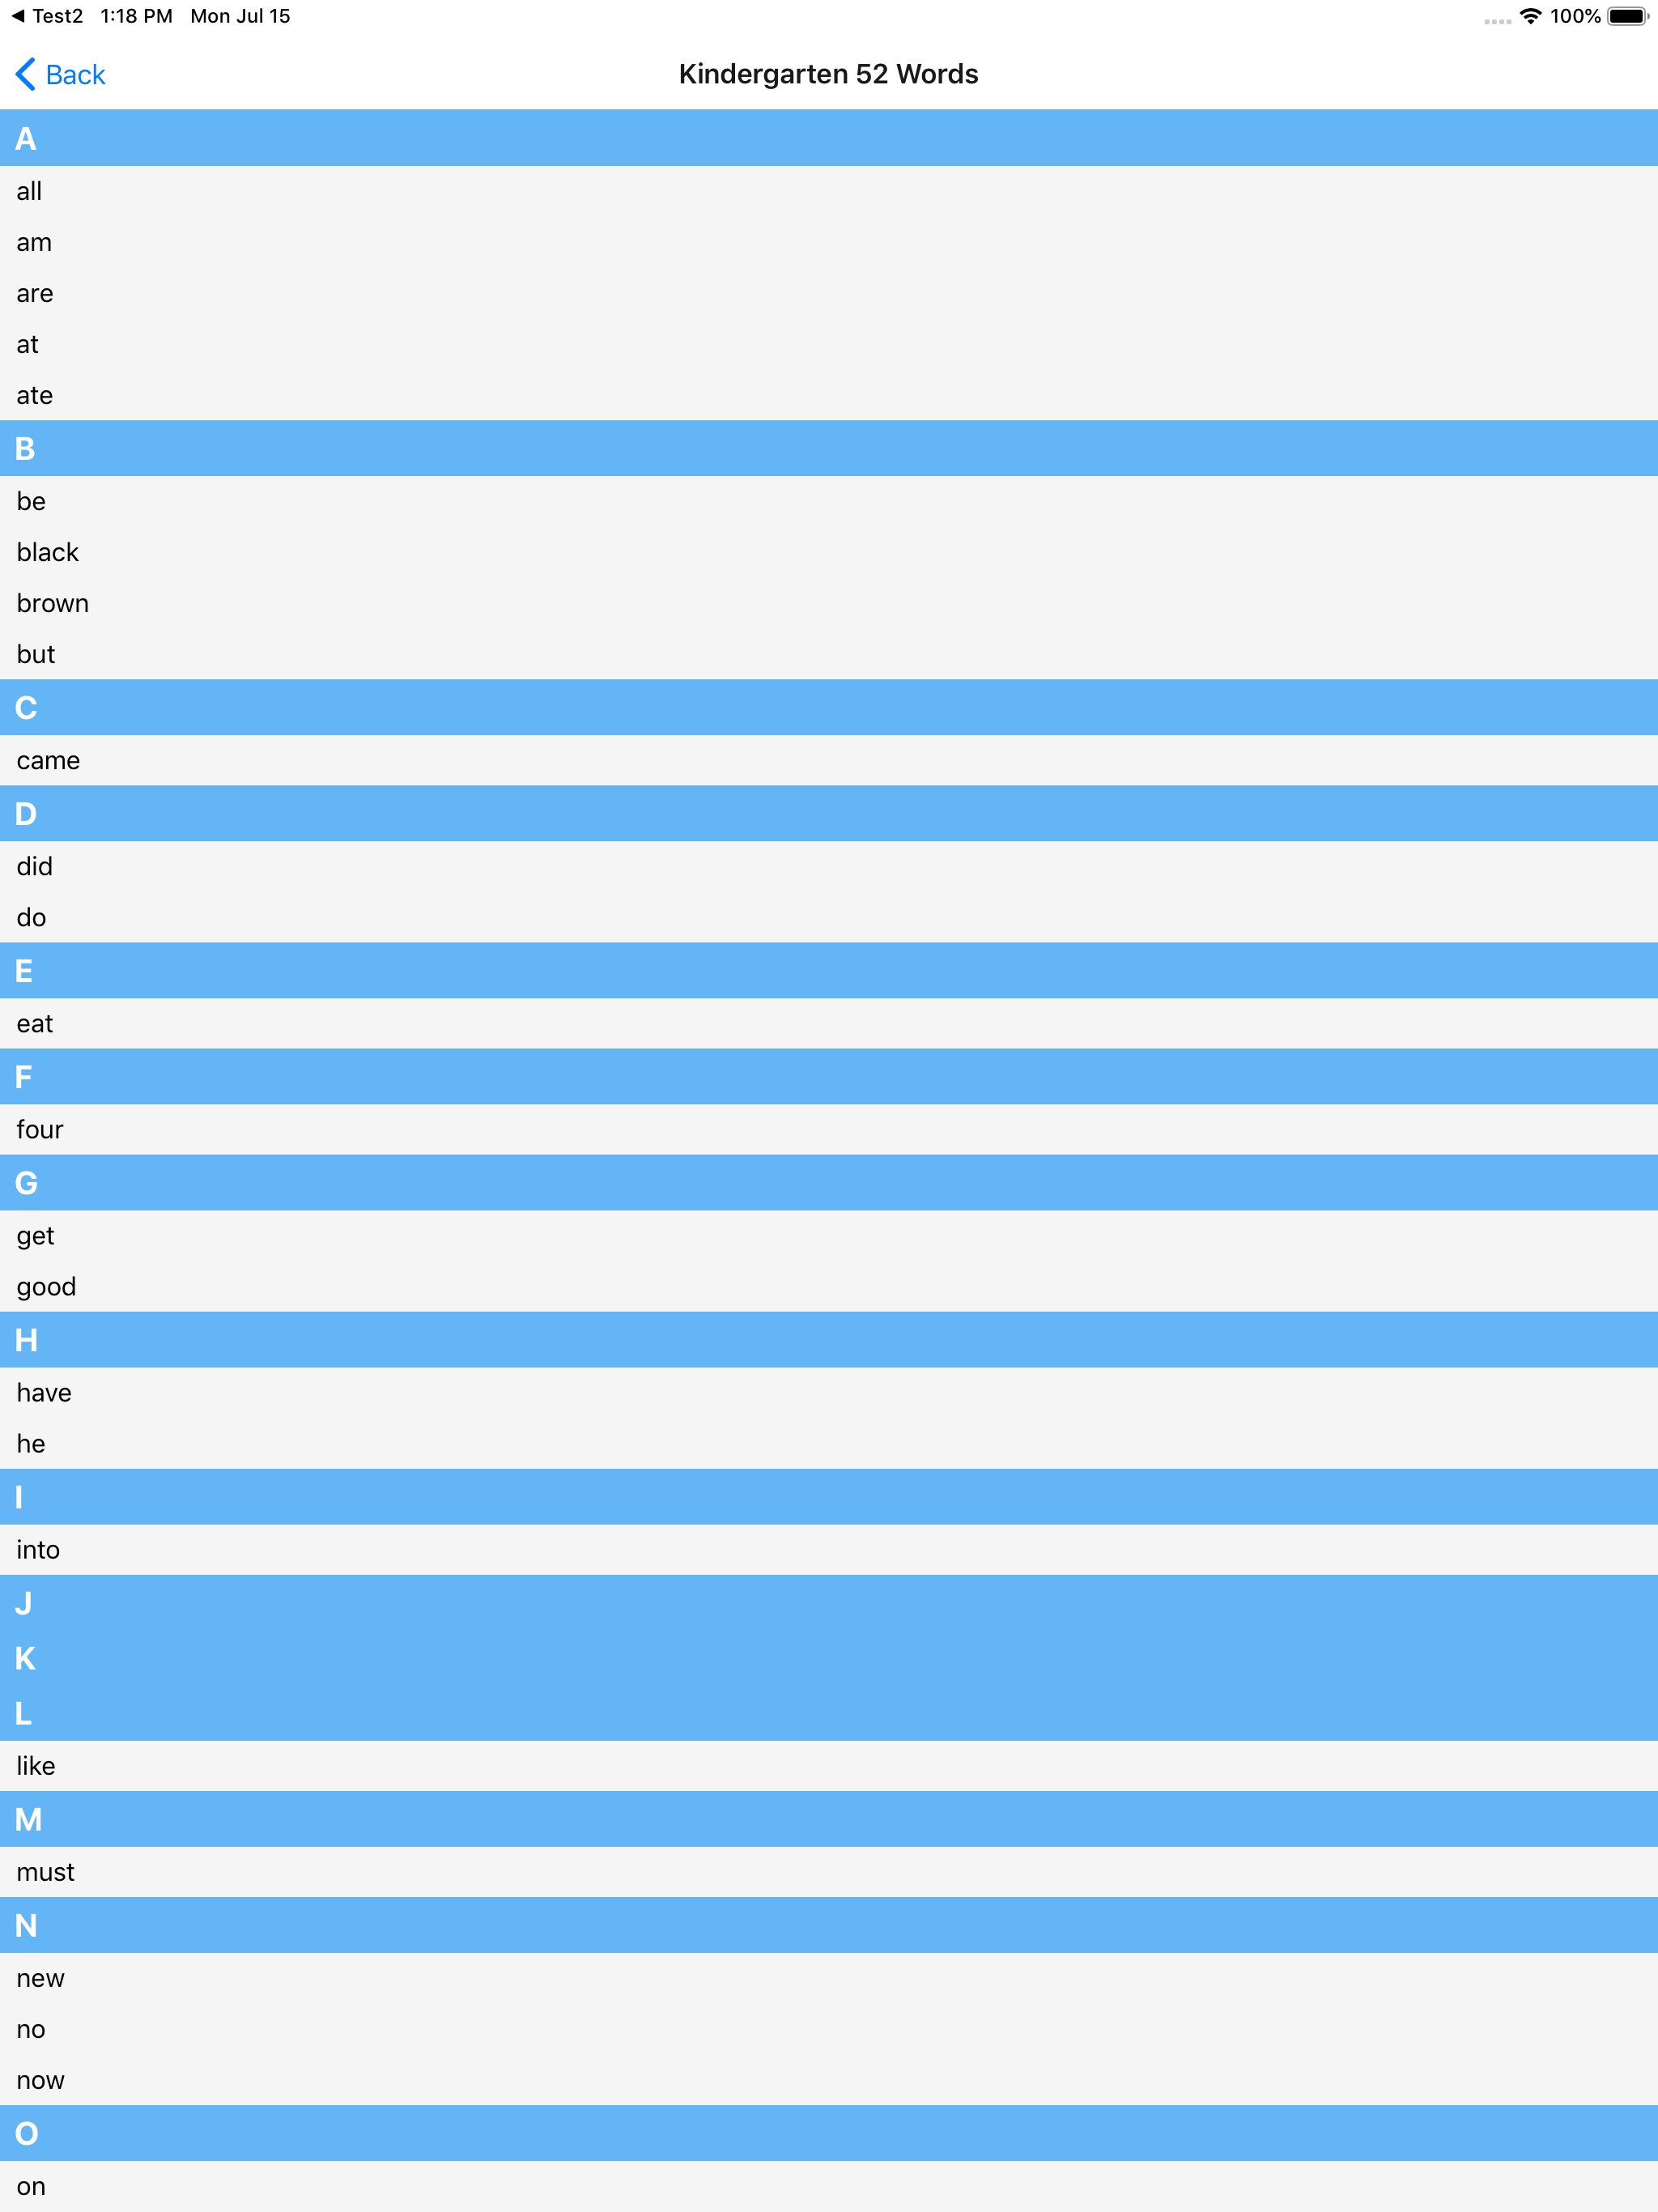 ◀ Test2 1:18 PM Mon Jul 15 100%
Back Kindergarten 52 Words
A
all
am
are
at
ate
B
be
black
brown
but
C
came
D
did
do
E
eat
F
four
G
get
good
H
have
he
I
into
J
K
L
like
M
must
N
new
no
now
O
on